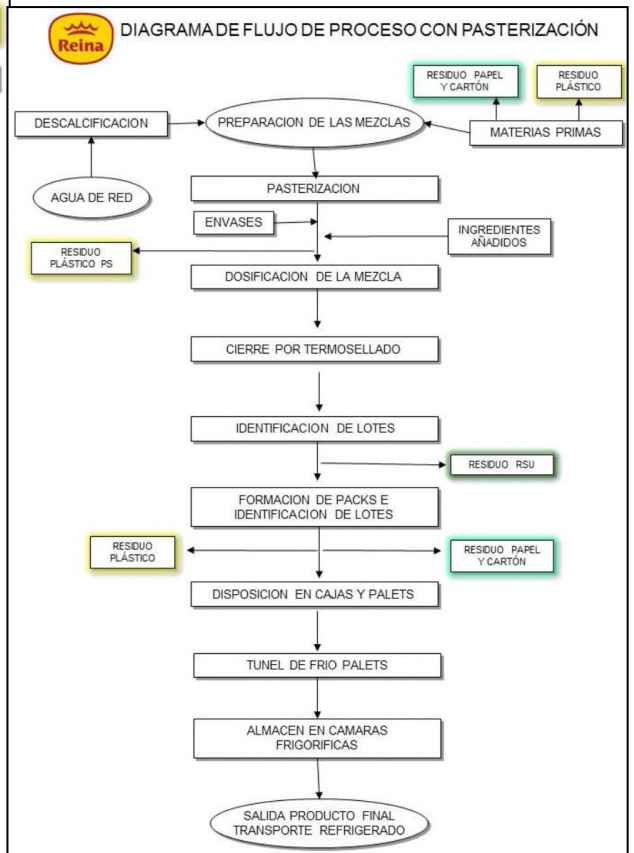 Reina
DIAGRAMA DE FLUJO DE PROCESO CON PASTERIZACIÓN
RESIDUO PAPEL
Y CARTÓN
RESIDUO
PLÁSTICO
DESCALCIFICACION
PREPARACION DE LAS MEZCLAS
MATERIAS PRIMAS
AGUA DE RED
PASTERIZACION
ENVASES
INGREDIENTES
AÑADIDOS
RESIDUO
PLÁSTICO PS
DOSIFICACION DE LA MEZCLA
CIERRE POR TERMOSELLADO
IDENTIFICACION DE LOTES
RESIDUO RSU
FORMACION DE PACKS E
IDENTIFICACION DE LOTES
RESIDUO
PLÁSTICO
RESIDUO PAPEL
Y CARTÓN
DISPOSICION EN CAJAS Y PALETS
TUNEL DE FRIO PALETS
ALMACEN EN CAMARAS
FRIGORIFICAS
SALIDA PRODUCTO FINAL
TRANSPORTE REFRIGERADO